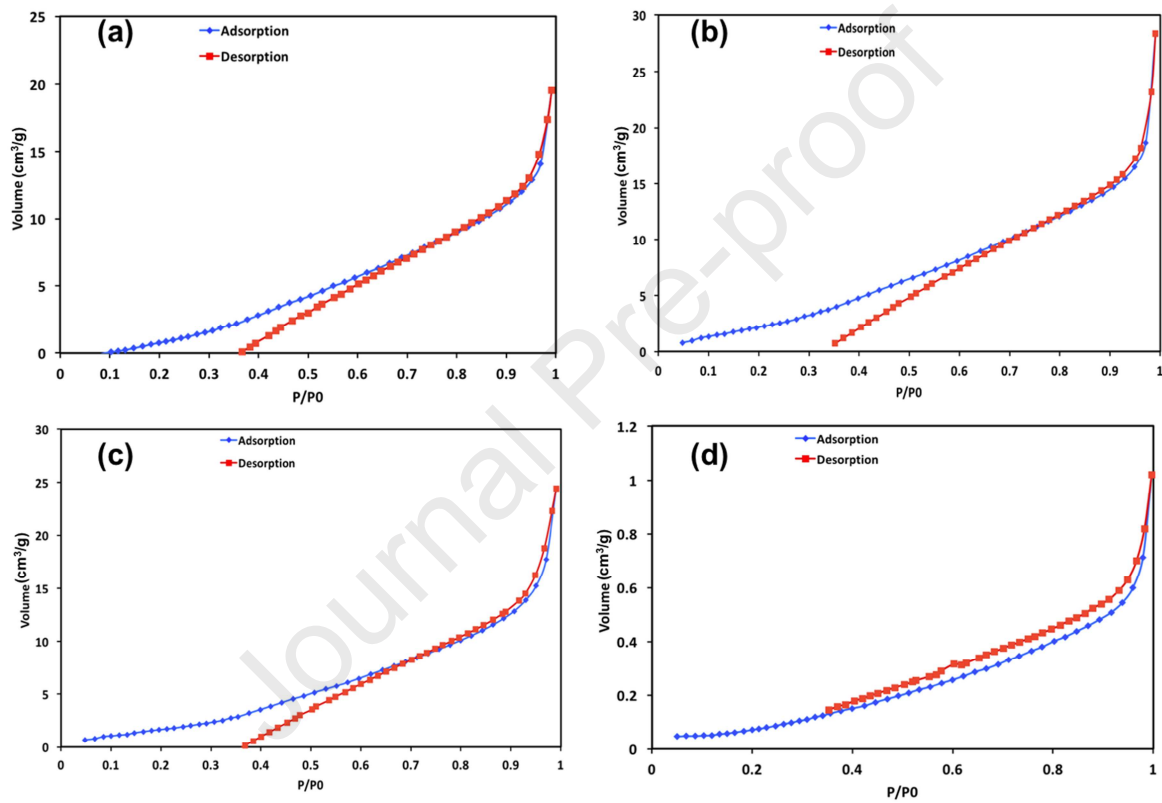 (a)
Adsorption
Desorption
25
20
15
10
5
0
Volume (cm³/g)
0 0.1 0.2 0.3 0.4 0.5 0.6 0.7 0.8 0.9 1
P/P0
(b)
Adsorption
Desorption
30
25
20
15
10
5
0
Volume (cm³/g)
0 0.1 0.2 0.3 0.4 0.5 0.6 0.7 0.8 0.9 1
P/P0
(c)
Adsorption
Desorption
30
25
20
15
10
5
0
Volume (cm³/g)
0 0.1 0.2 0.3 0.4 0.5 0.6 0.7 0.8 0.9 1
P/P0
(d)
Adsorption
Desorption
1.2
1
0.8
0.6
0.4
0.2
0
Volume (cm³/g)
0 0.2 0.4 0.6 0.8 1
P/P0
Journal Pre-proof